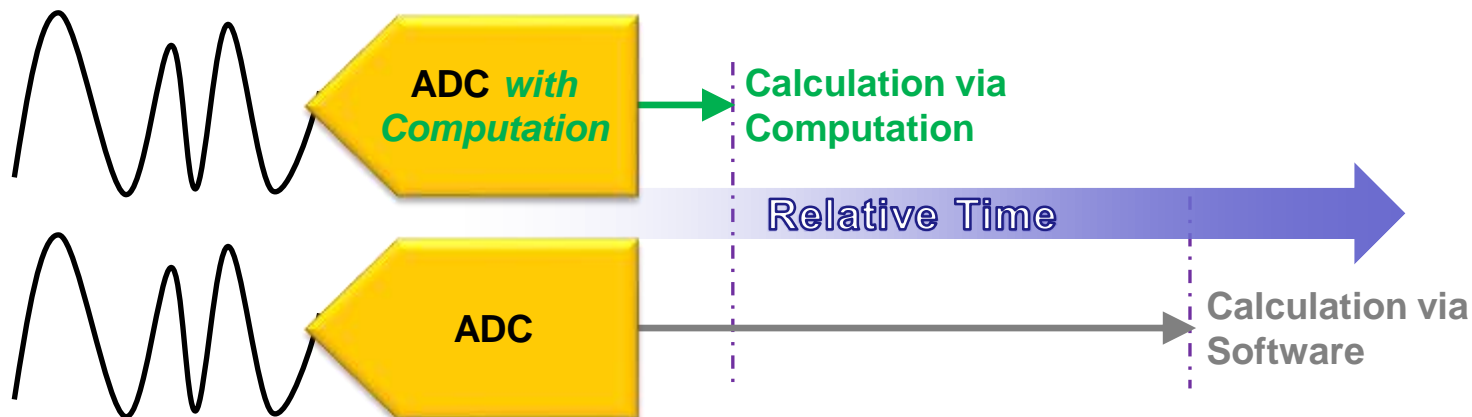 ADC with
Computation
Calculation via
Computation
Relative Time
ADC
Calculation via
Software